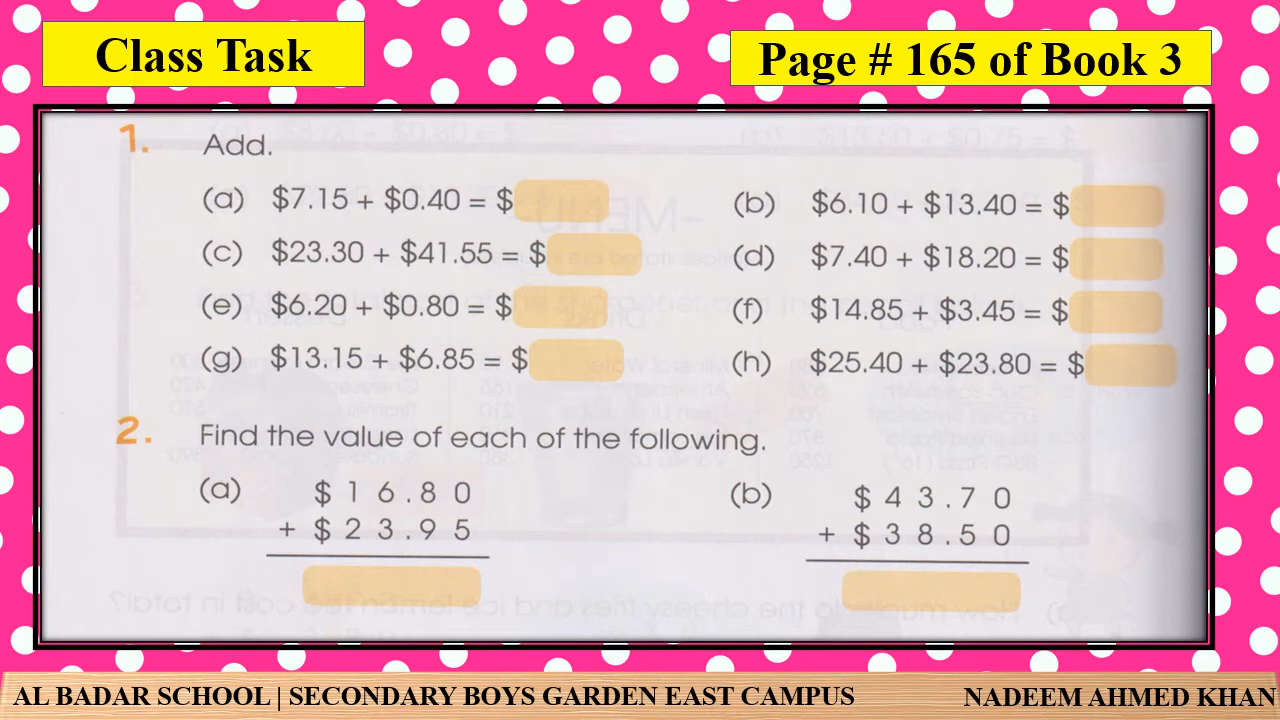 Class Task
Page # 165 of Book 3
1. Add.
(a) $7.15 + $0.40 = $
(b) $6.10 + $13.40 = $
(c) $23.30 + $41.55 = $
(d) $7.40 + $18.20 = $
(e) $6.20 + $0.80 = $
(f) $14.85 + $3.45 = $
(g) $13.15 + $6.85 = $
(h) $25.40 + $23.80 = $
2. Find the value of each of the following.
(a) $ 1 6 . 8 0
+ $ 2 3 . 9 5
(b) $ 4 3 . 7 0
+ $ 3 8 . 5 0
AL BADAR SCHOOL | SECONDARY BOYS GARDEN EAST CAMPUS
NADEEM AHMED KHAN